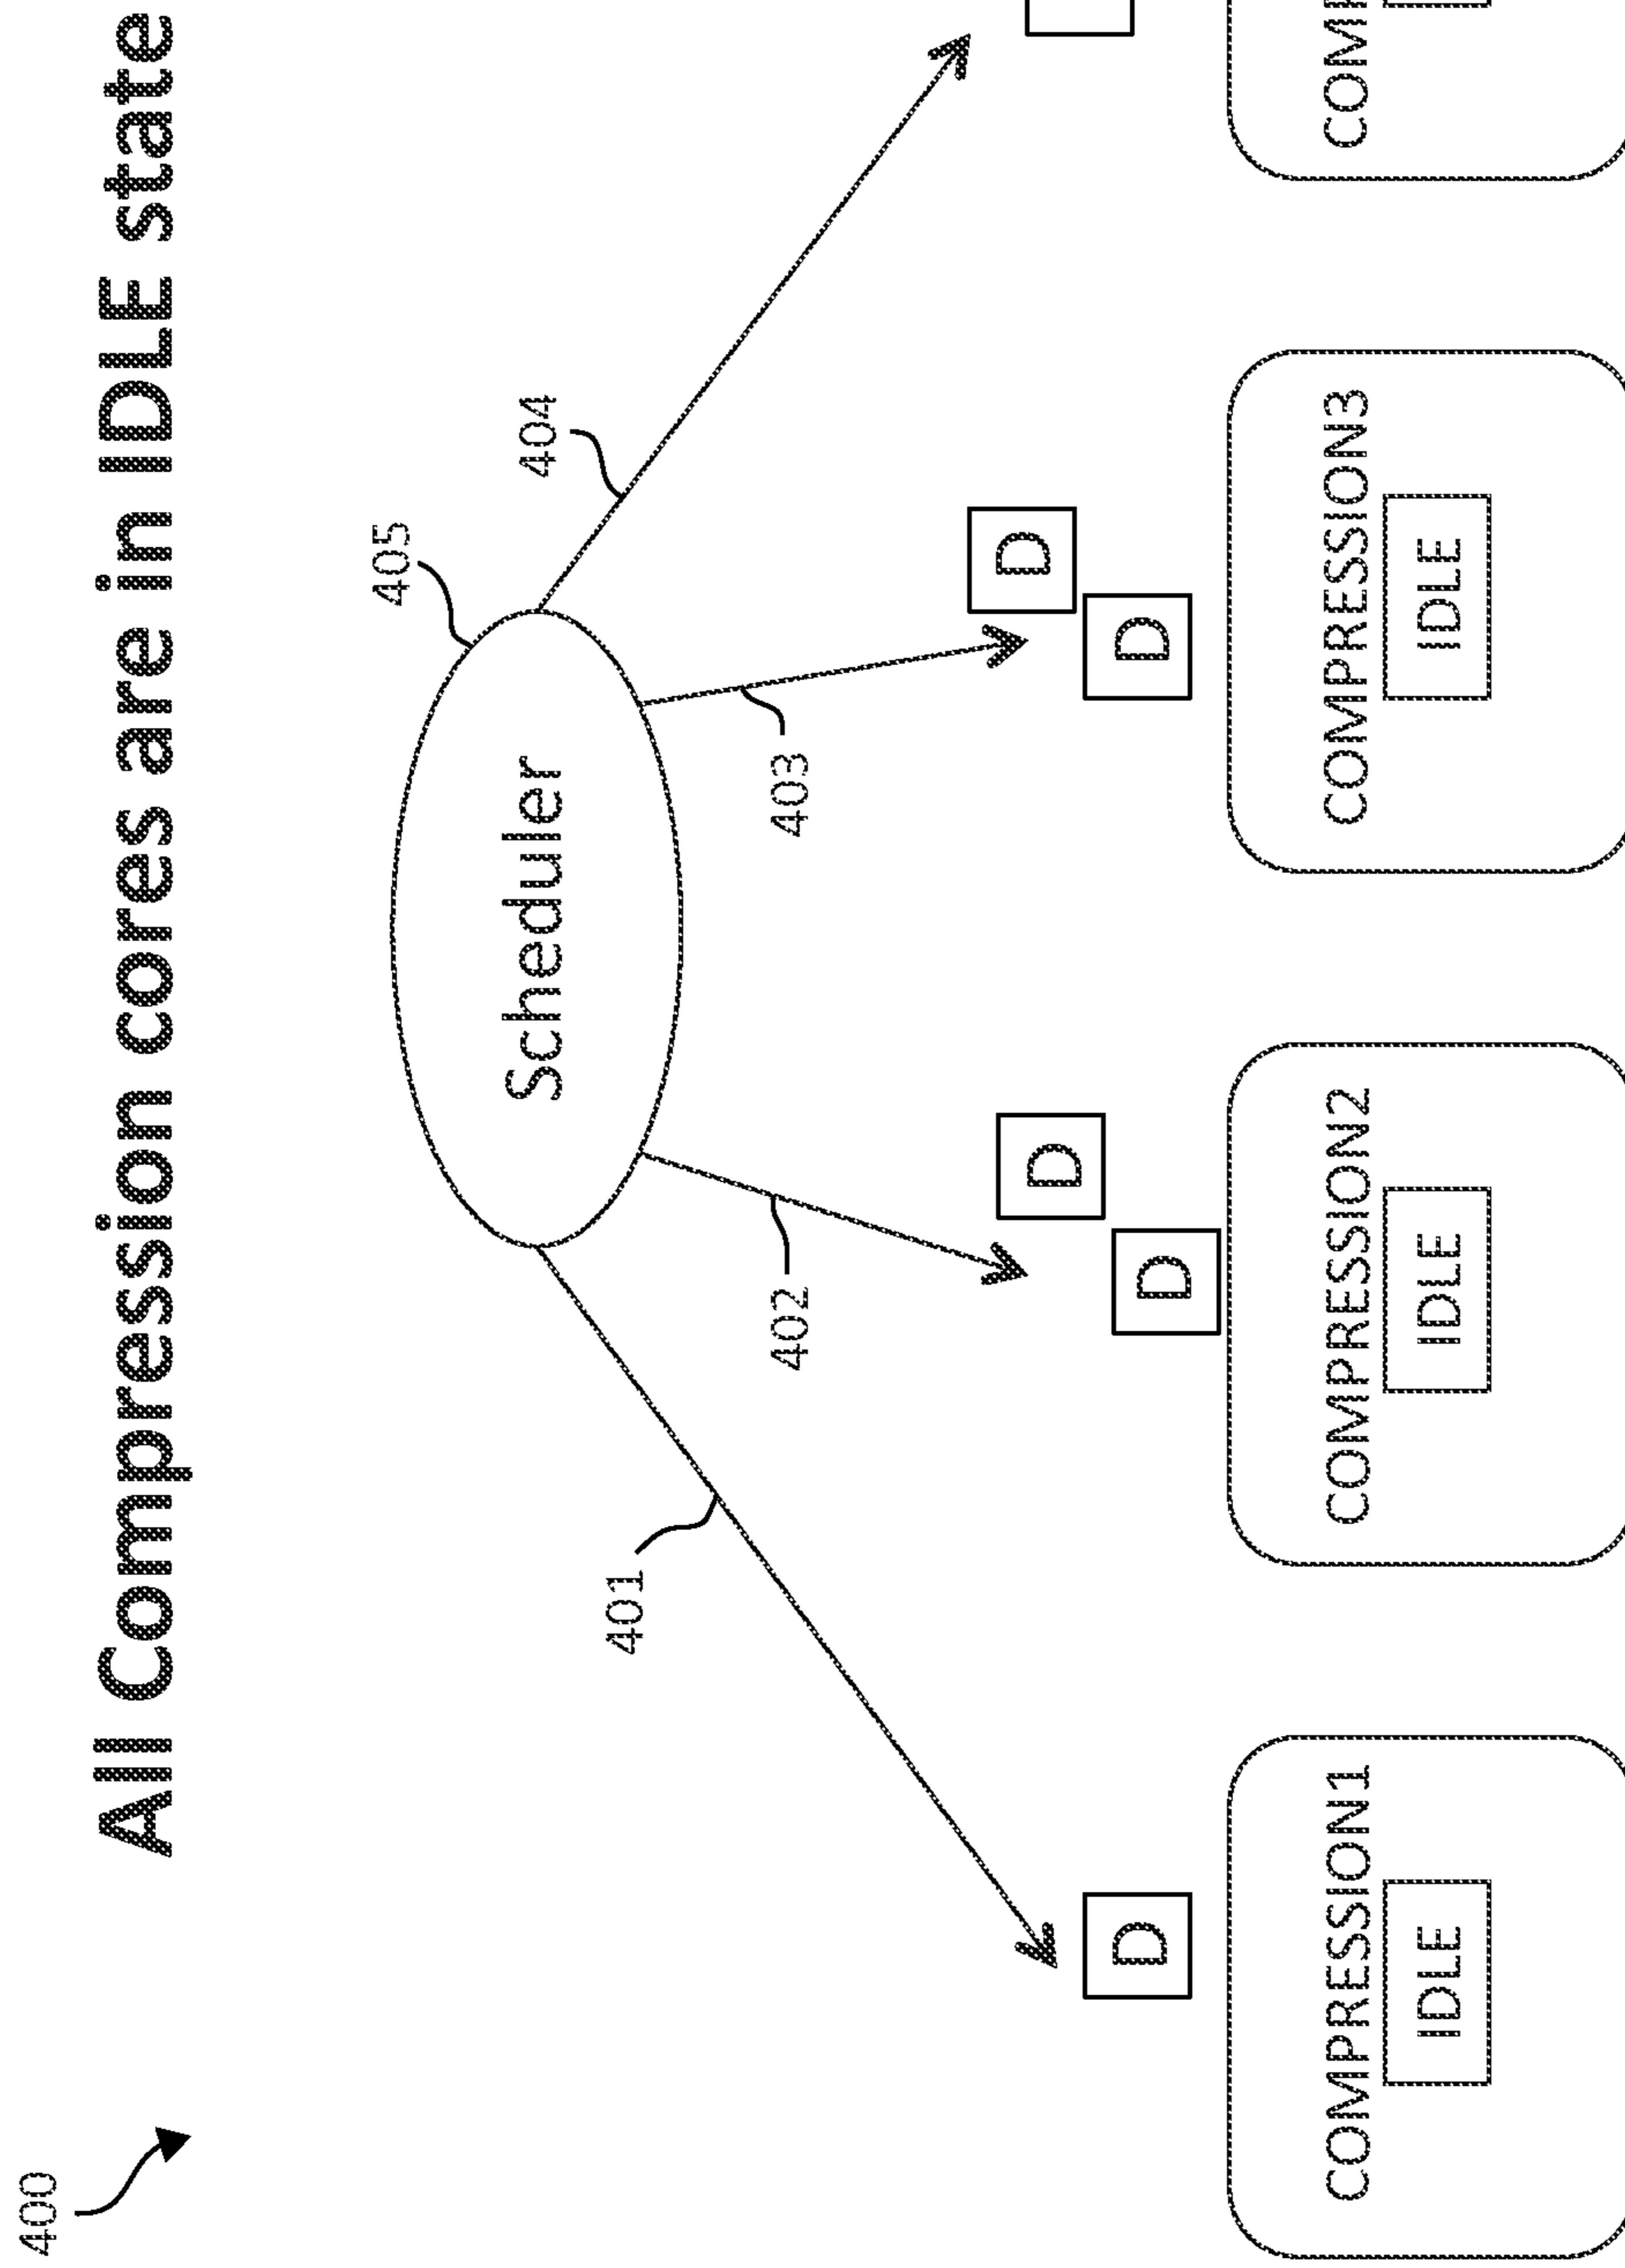 400
All Compression cores are in IDLE state
405
Scheduler
404
401
402
403
D
D
D
D
D
COMPRESSION1
COMPRESSION2
COMPRESSION3
IDLE
IDLE
IDLE